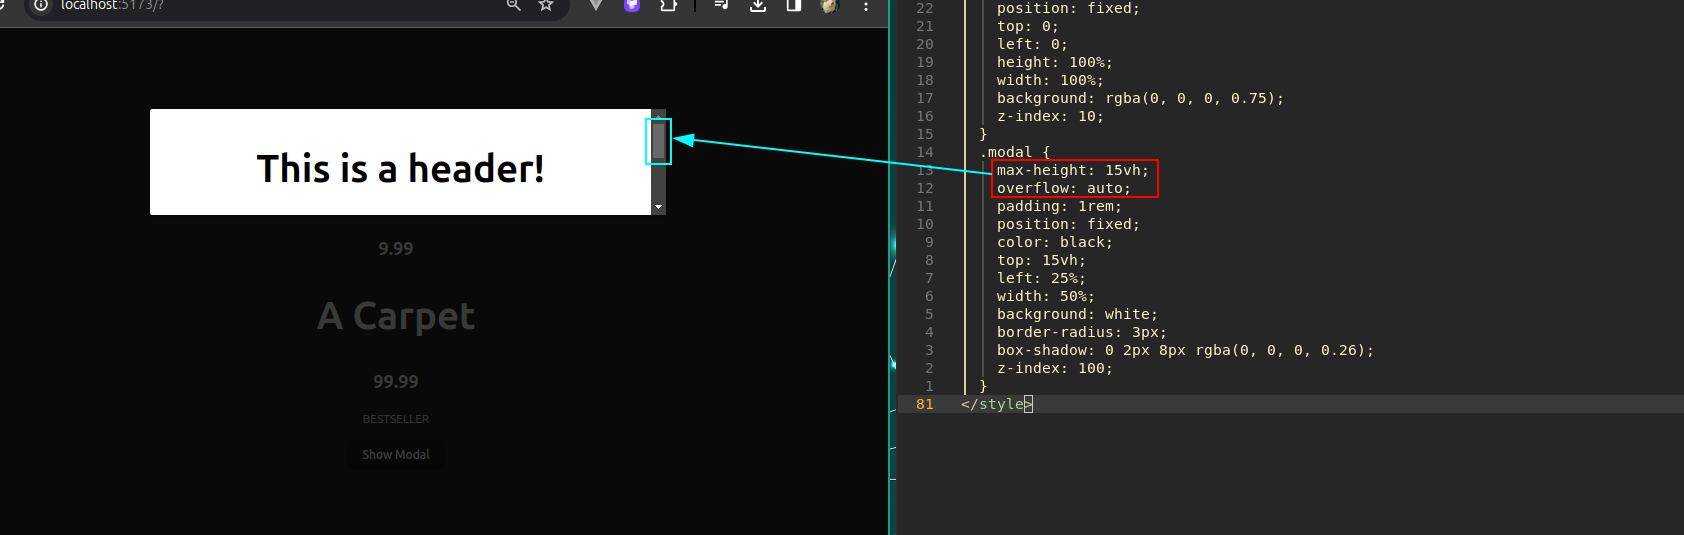 localhost:5173/?
This is a header!
9.99
A Carpet
99.99
BESTSELLER
Show Modal
22 position: fixed;
21 top: 0;
20 left: 0;
19 height: 100%;
18 width: 100%;
17 background: rgba(0, 0, 0, 0.75);
16 z-index: 10;
15 }
14 .modal {
13 max-height: 15vh;
12 overflow: auto;
11 padding: 1rem;
10 position: fixed;
9 color: black;
8 top: 15vh;
7 left: 25%;
6 width: 50%;
5 background: white;
4 border-radius: 3px;
3 box-shadow: 0 2px 8px rgba(0, 0, 0, 0.26);
2 z-index: 100;
1 }
81 </style>